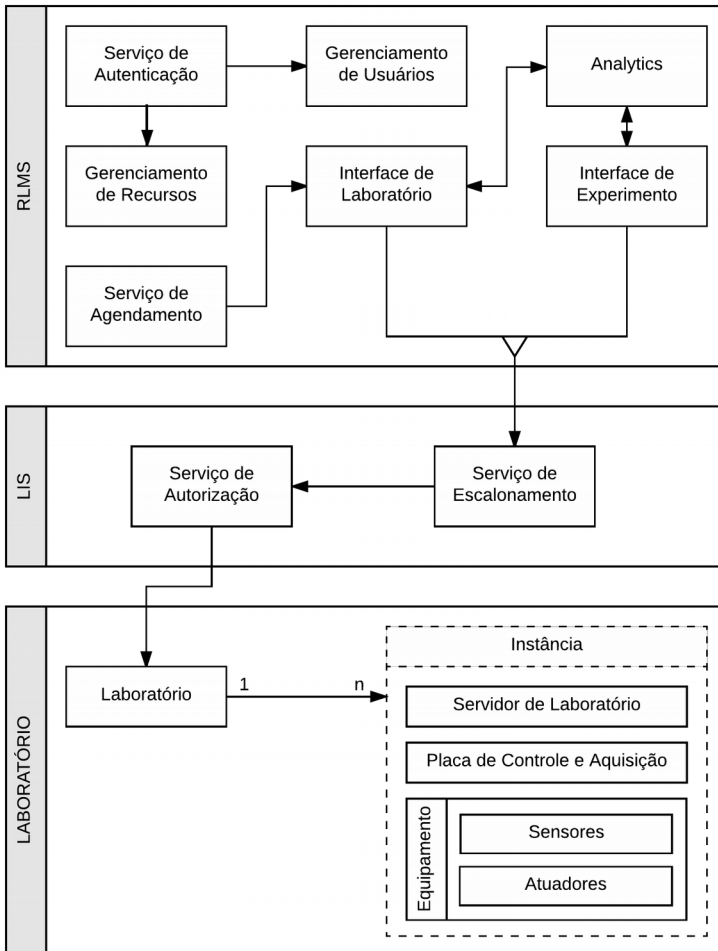 RLMS
Serviço de
Autenticação
Gerenciamento
de Usuários
Analytics
Gerenciamento
de Recursos
Interface de
Laboratório
Interface de
Experimento
Serviço de
Agendamento
LIS
Serviço de
Autorização
Serviço de
Escalonamento
LABORATÓRIO
Laboratório
1
n
Instância
Servidor de Laboratório
Placa de Controle e Aquisição
Equipamento
Sensores
Atuadores